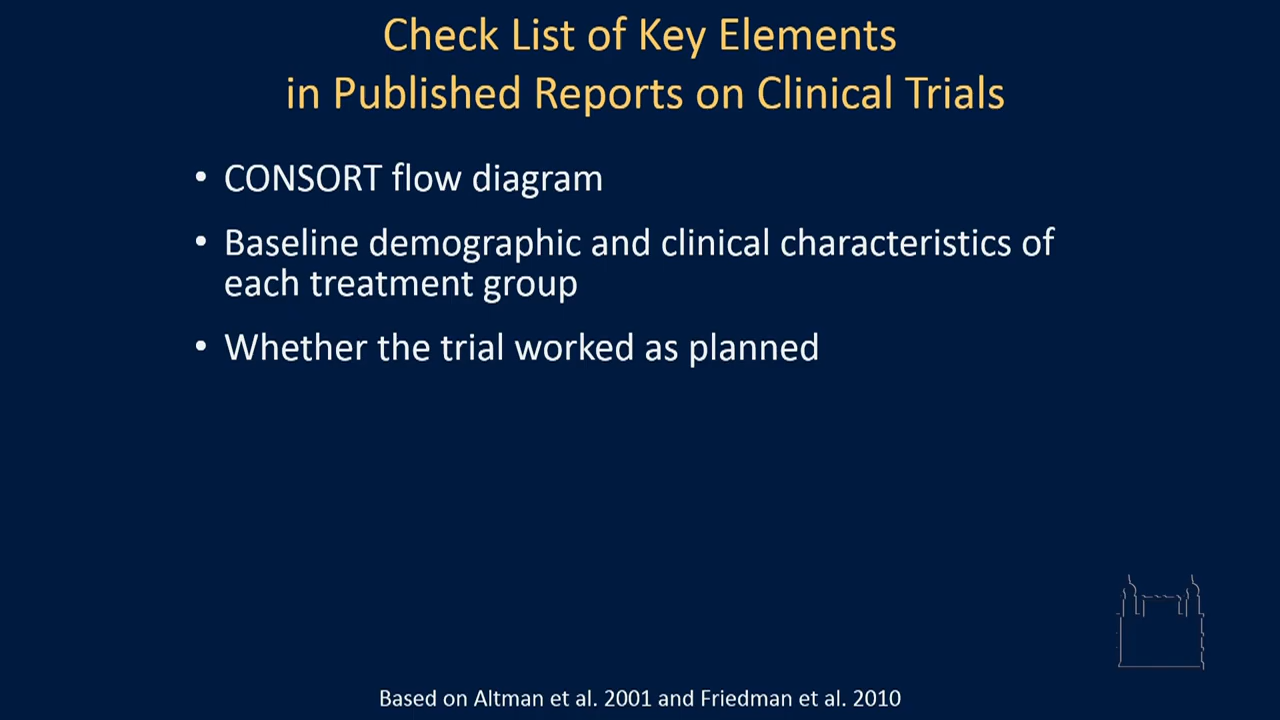 Check List of Key Elements
in Published Reports on Clinical Trials
• CONSORT flow diagram
• Baseline demographic and clinical characteristics of
each treatment group
• Whether the trial worked as planned
Based on Altman et al. 2001 and Friedman et al. 2010